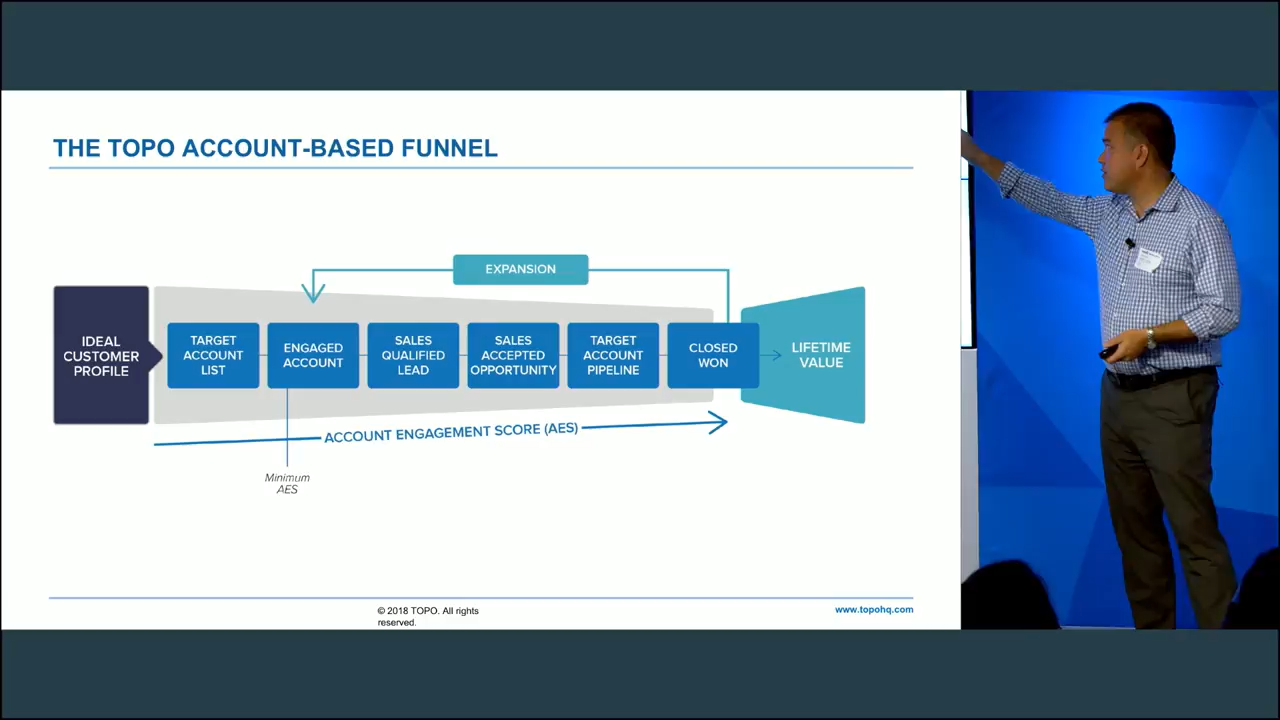 THE TOPO ACCOUNT-BASED FUNNEL
EXPANSION
IDEAL
CUSTOMER
PROFILE
TARGET
ACCOUNT
LIST
ENGAGED
ACCOUNT
SALES
QUALIFIED
LEAD
SALES
ACCEPTED
OPPORTUNITY
TARGET
ACCOUNT
PIPELINE
CLOSED
WON
LIFETIME
VALUE
ACCOUNT ENGAGEMENT SCORE (AES)
Minimum
AES
© 2018 TOPO. All rights
reserved.
www.topohq.com